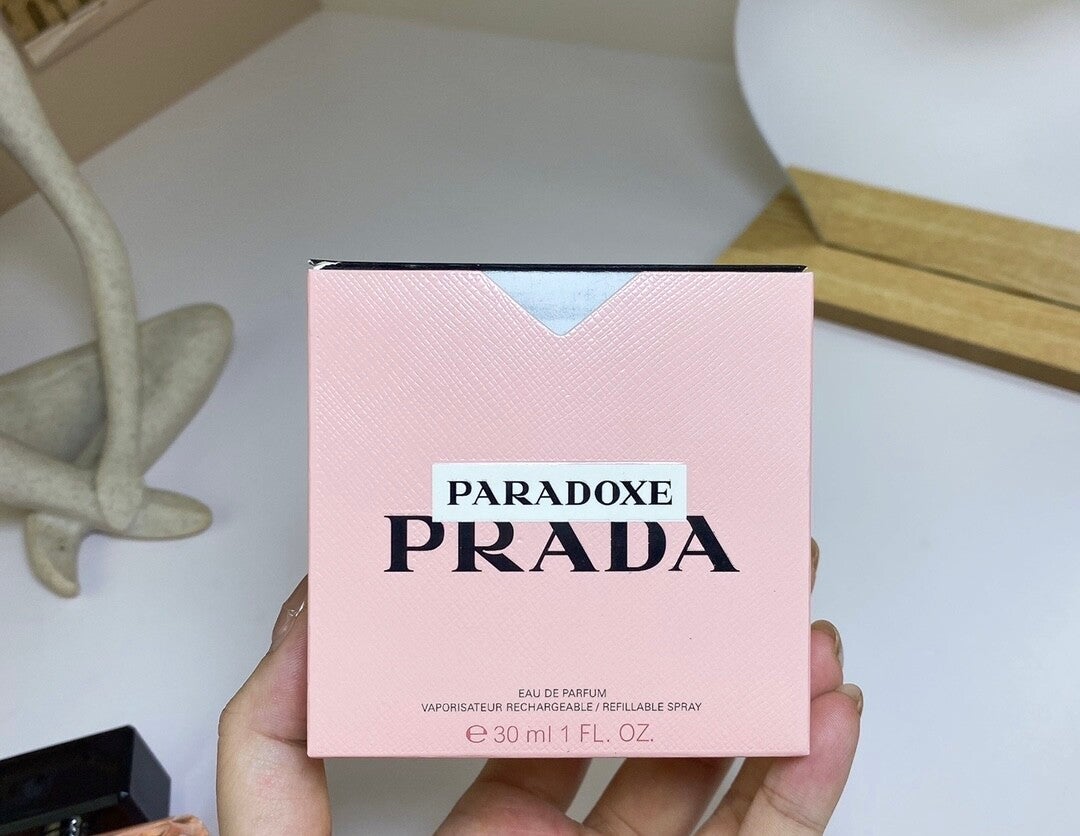 PARADOXE
PRADA
EAU DE PARFUM
VAPORISATEUR RECHARGEABLE / REFILLABLE SPRAY
℮ 30 ml 1 FL. OZ.